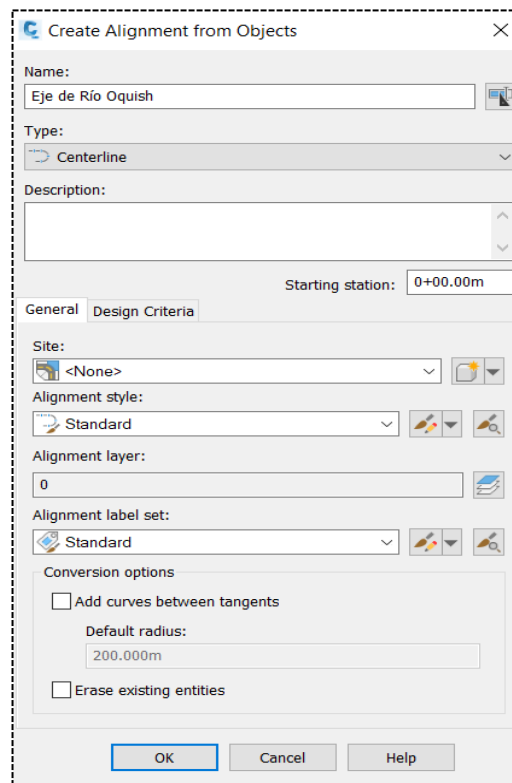 Create Alignment from Objects
Name:
Eje de Río Oquish
Type:
Centerline
Description:
Starting station: 0+00.00m
General Design Criteria
Site:
<None>
Alignment style:
Standard
Alignment layer:
0
Alignment label set:
Standard
Conversion options
Add curves between tangents
Default radius:
200.000m
Erase existing entities
OK Cancel Help